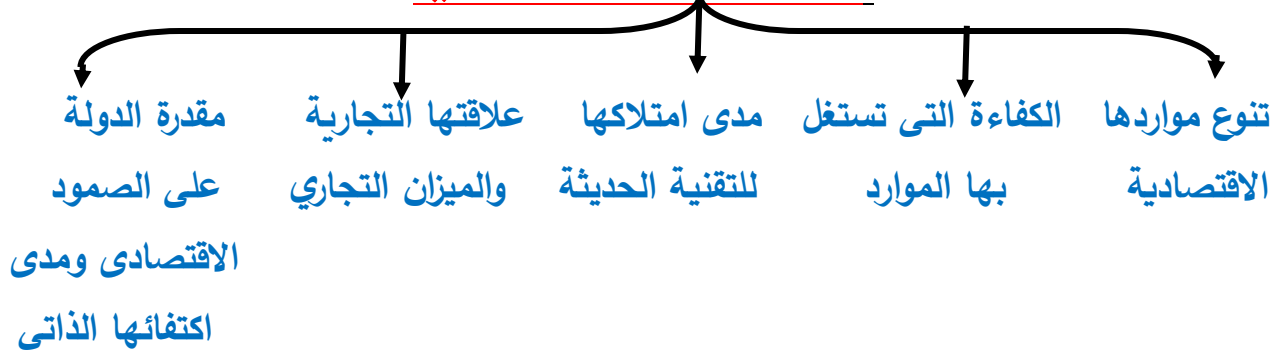 تنوع مواردها
الاقتصادية
الكفاءة التى تستغل
بها الموارد
مدى امتلاكها
للتقنية الحديثة
علاقتها التجارية
والميزان التجاري
مقدرة الدولة
على الصمود
الاقتصادى ومدى
اكتفائها الذاتى